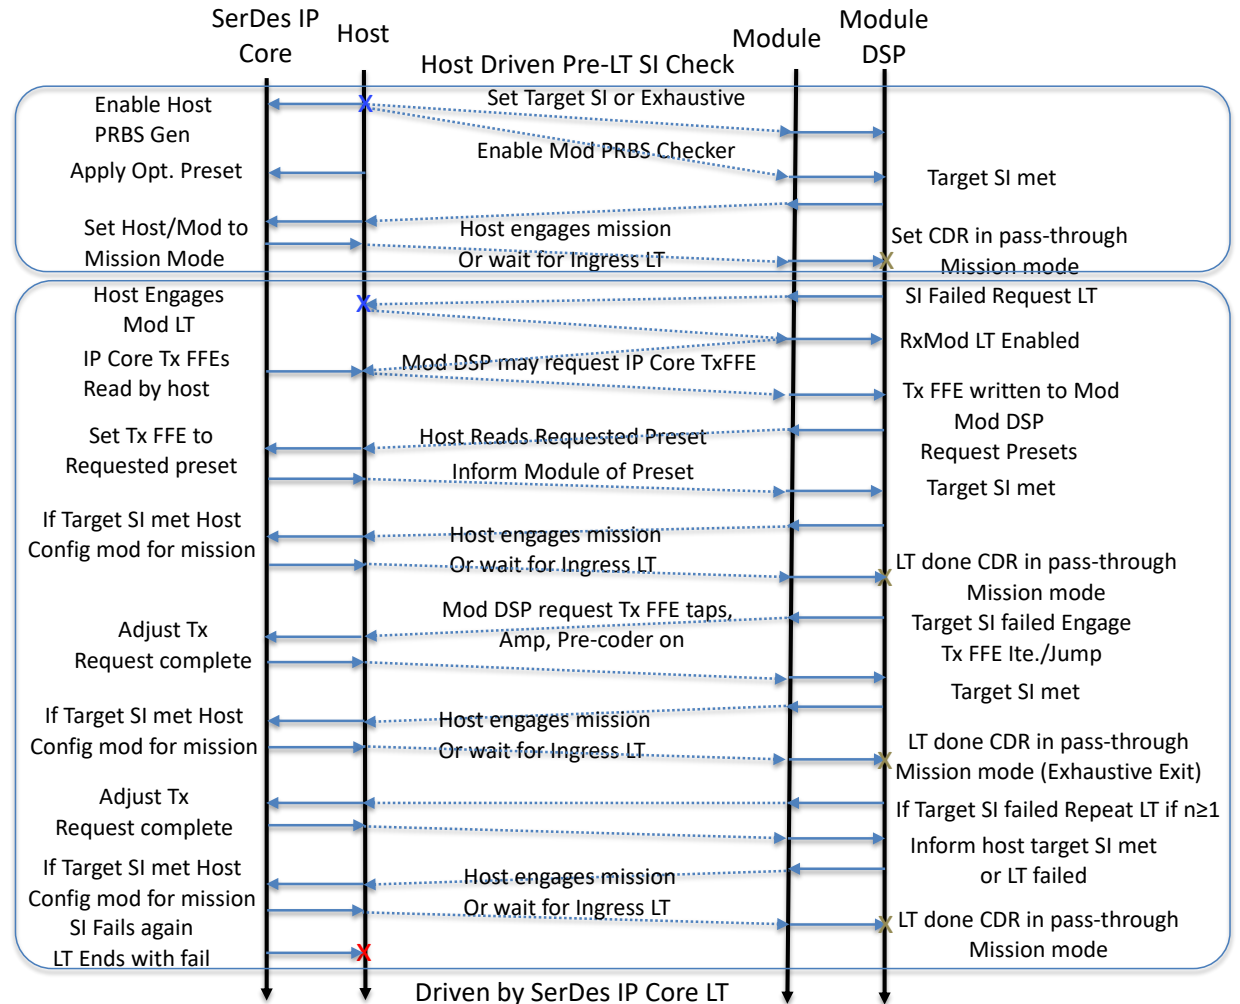 SerDes IP
Core
Host
Module
Module
DSP
Host Driven Pre-LT SI Check
Enable Host
PRBS Gen
Set Target SI or Exhaustive
Enable Mod PRBS Checker
Apply Opt. Preset
Target SI met
Set Host/Mod to
Mission Mode
Host engages mission
Or wait for Ingress LT
Set CDR in pass-through
Mission mode
X
X
Host Engages
Mod LT
X
SI Failed Request LT
RxMod LT Enabled
IP Core Tx FFEs
Read by host
Mod DSP may request IP Core TxFFE
Tx FFE written to Mod
Mod DSP
Request Presets
Set Tx FFE to
Requested preset
Host Reads Requested Preset
Inform Module of Preset
Target SI met
If Target SI met Host
Config mod for mission
Host engages mission
Or wait for Ingress LT
X
LT done CDR in pass-through
Mission mode
Mod DSP request Tx FFE taps,
Amp, Pre-coder on
Adjust Tx
Request complete
Target SI failed Engage
Tx FFE Ite./Jump
Target SI met
If Target SI met Host
Config mod for mission
Host engages mission
Or wait for Ingress LT
X
LT done CDR in pass-through
Mission mode (Exhaustive Exit)
Adjust Tx
Request complete
If Target SI failed Repeat LT if n≥1
Inform host target SI met
or LT failed
If Target SI met Host
Config mod for mission
Host engages mission
Or wait for Ingress LT
X
LT done CDR in pass-through
Mission mode
SI Fails again
LT Ends with fail
X
Driven by SerDes IP Core LT